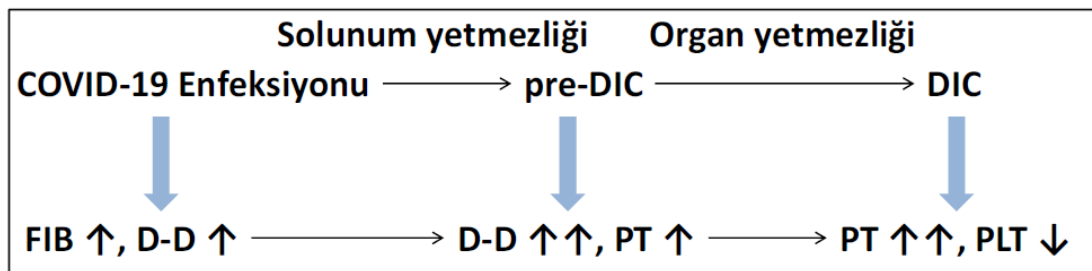 Solunum yetmezliği Organ yetmezliği
COVID-19 Enfeksiyonu → pre-DIC → DIC
FIB ↑, D-D ↑ → D-D ↑↑, PT ↑ → PT ↑↑, PLT ↓